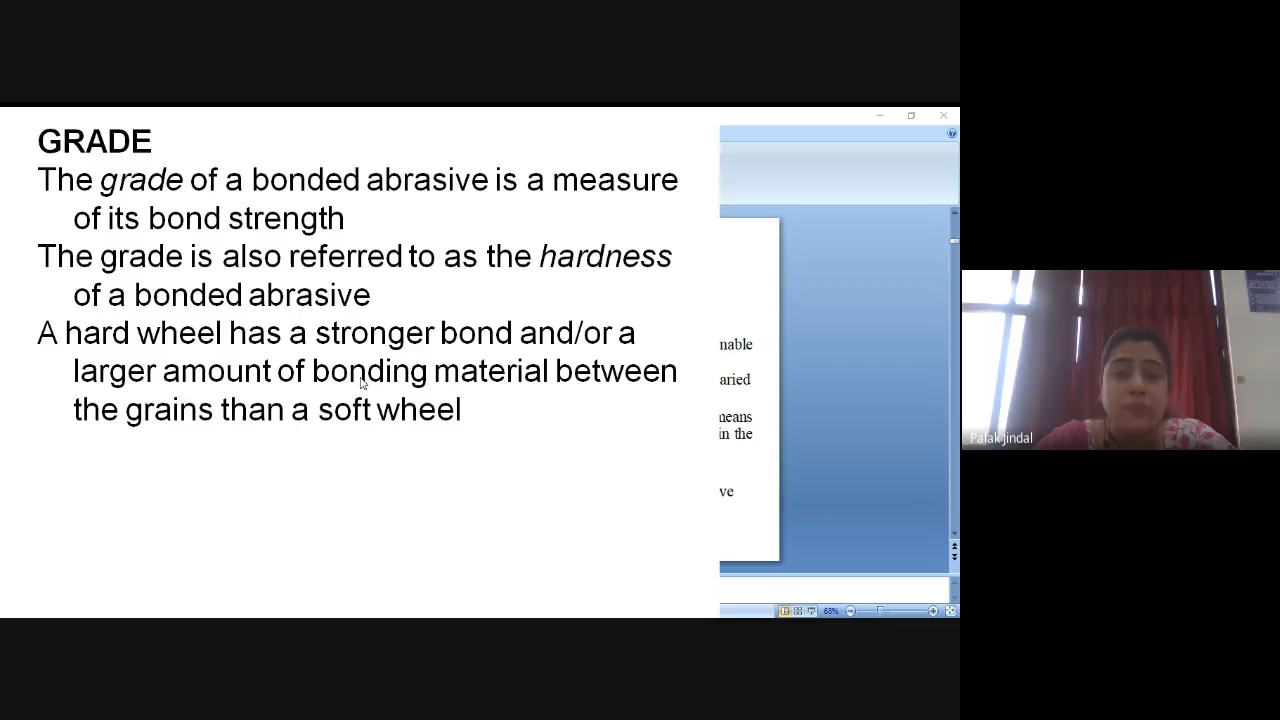 GRADE
The grade of a bonded abrasive is a measure
of its bond strength
The grade is also referred to as the hardness
of a bonded abrasive
A hard wheel has a stronger bond and/or a
larger amount of bonding material between
the grains than a soft wheel
nable
aried
neans
in the
ve
68%
Palak Jindal